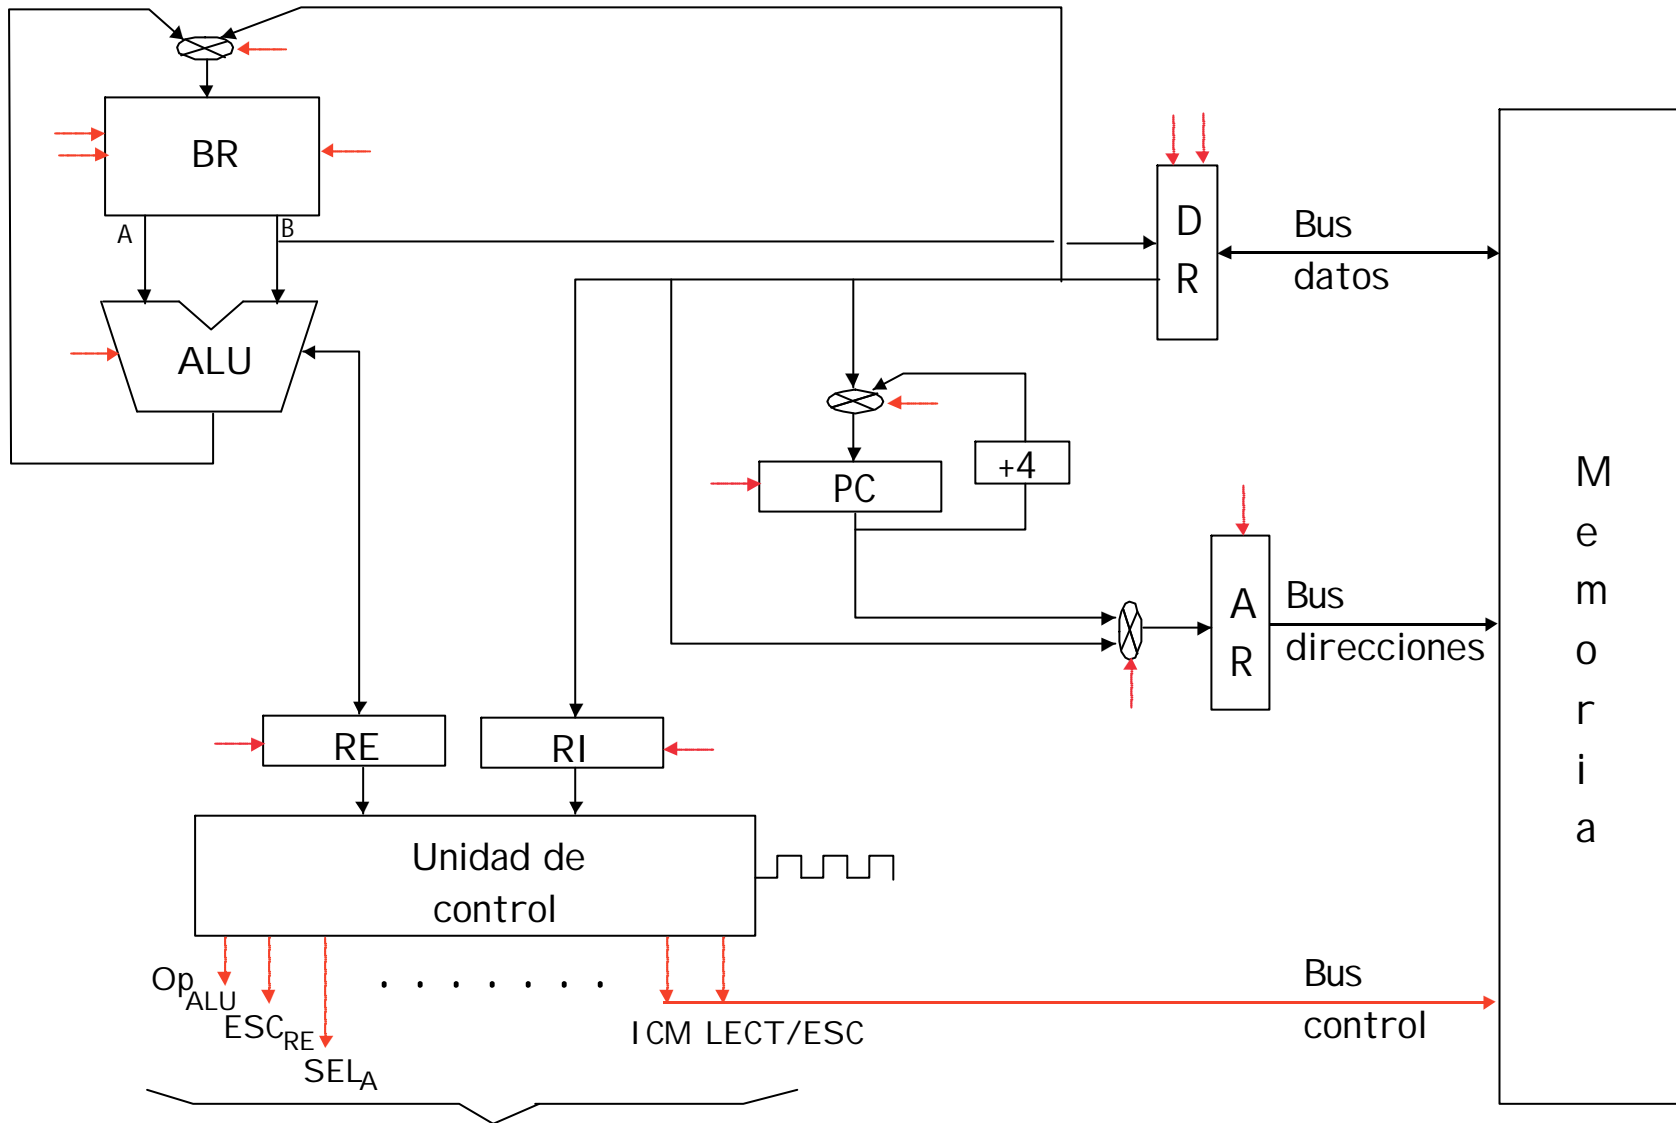 BR
A
B
D
R
Bus
datos
ALU
+4
PC
M
e
m
o
r
i
a
A
R
Bus
direcciones
RE
RI
Unidad de
control
Op ALU
ESC RE
SEL A
. . . . . . .
ICM LECT/ESC
Bus
control